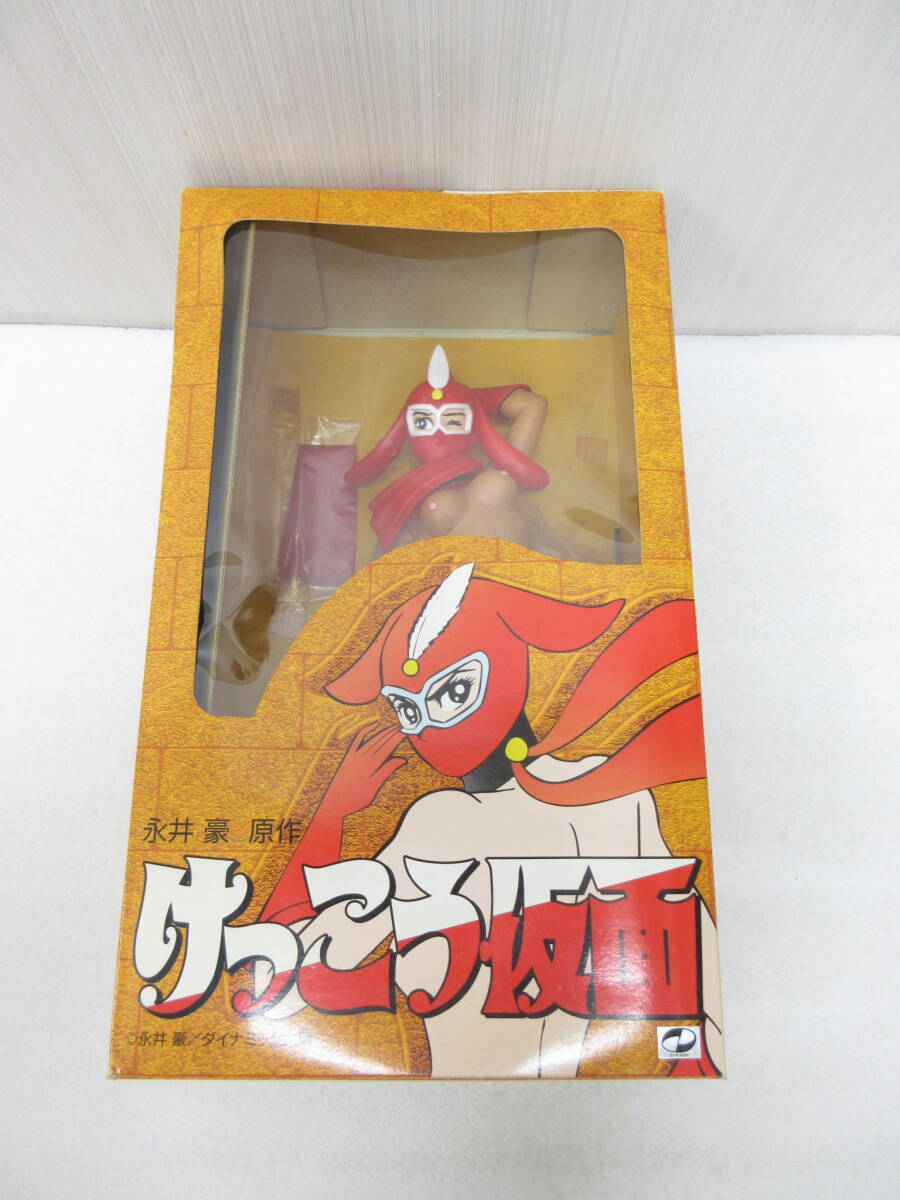 永井 豪 原作
けっこう仮面
©永井 豪／ダイナミック